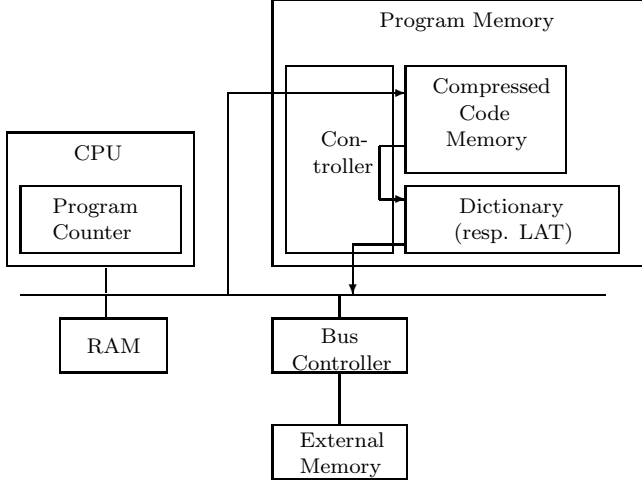 Program Memory
Compressed
Code
Memory
Con-
troller
CPU
Program
Counter
Dictionary
(resp. LAT)
RAM
Bus
Controller
External
Memory